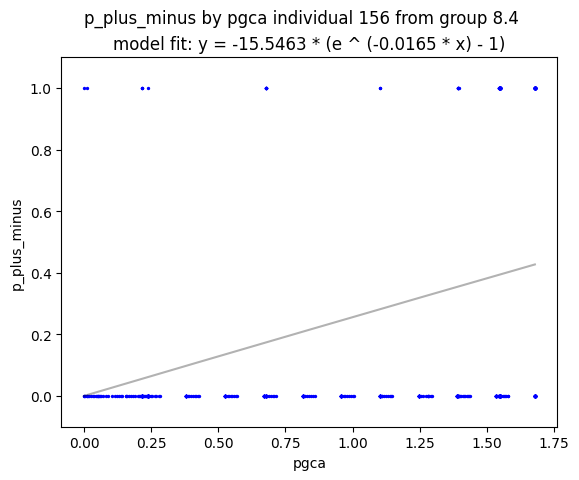 p_plus_minus by pgca individual 156 from group 8.4
model fit: y = -15.5463 * (e ^ (-0.0165 * x) - 1)
1.0
0.8
0.6
0.4
0.2
0.0
p_plus_minus
0.00 0.25 0.50 0.75 1.00 1.25 1.50 1.75
pgca